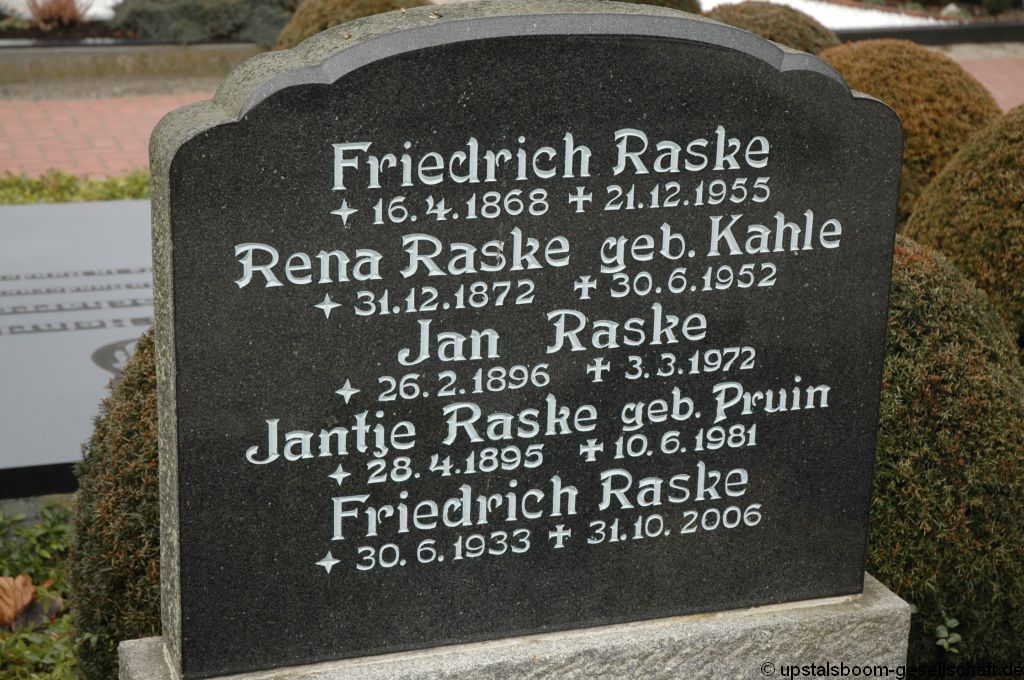 Friedrich Raske
✧ 16.4.1868 ✝ 21.12.1955
Rena Raske geb. Kahle
✧ 31.12.1872 ✝ 30.6.1952
Jan Raske
✧ 26.2.1896 ✝ 3.3.1972
Jantje Raske geb. Pruin
✧ 28.4.1895 ✝ 10.6.1981
Friedrich Raske
✧ 30.6.1933 ✝ 31.10.2006
© upstalsboom-gesellschaft.de